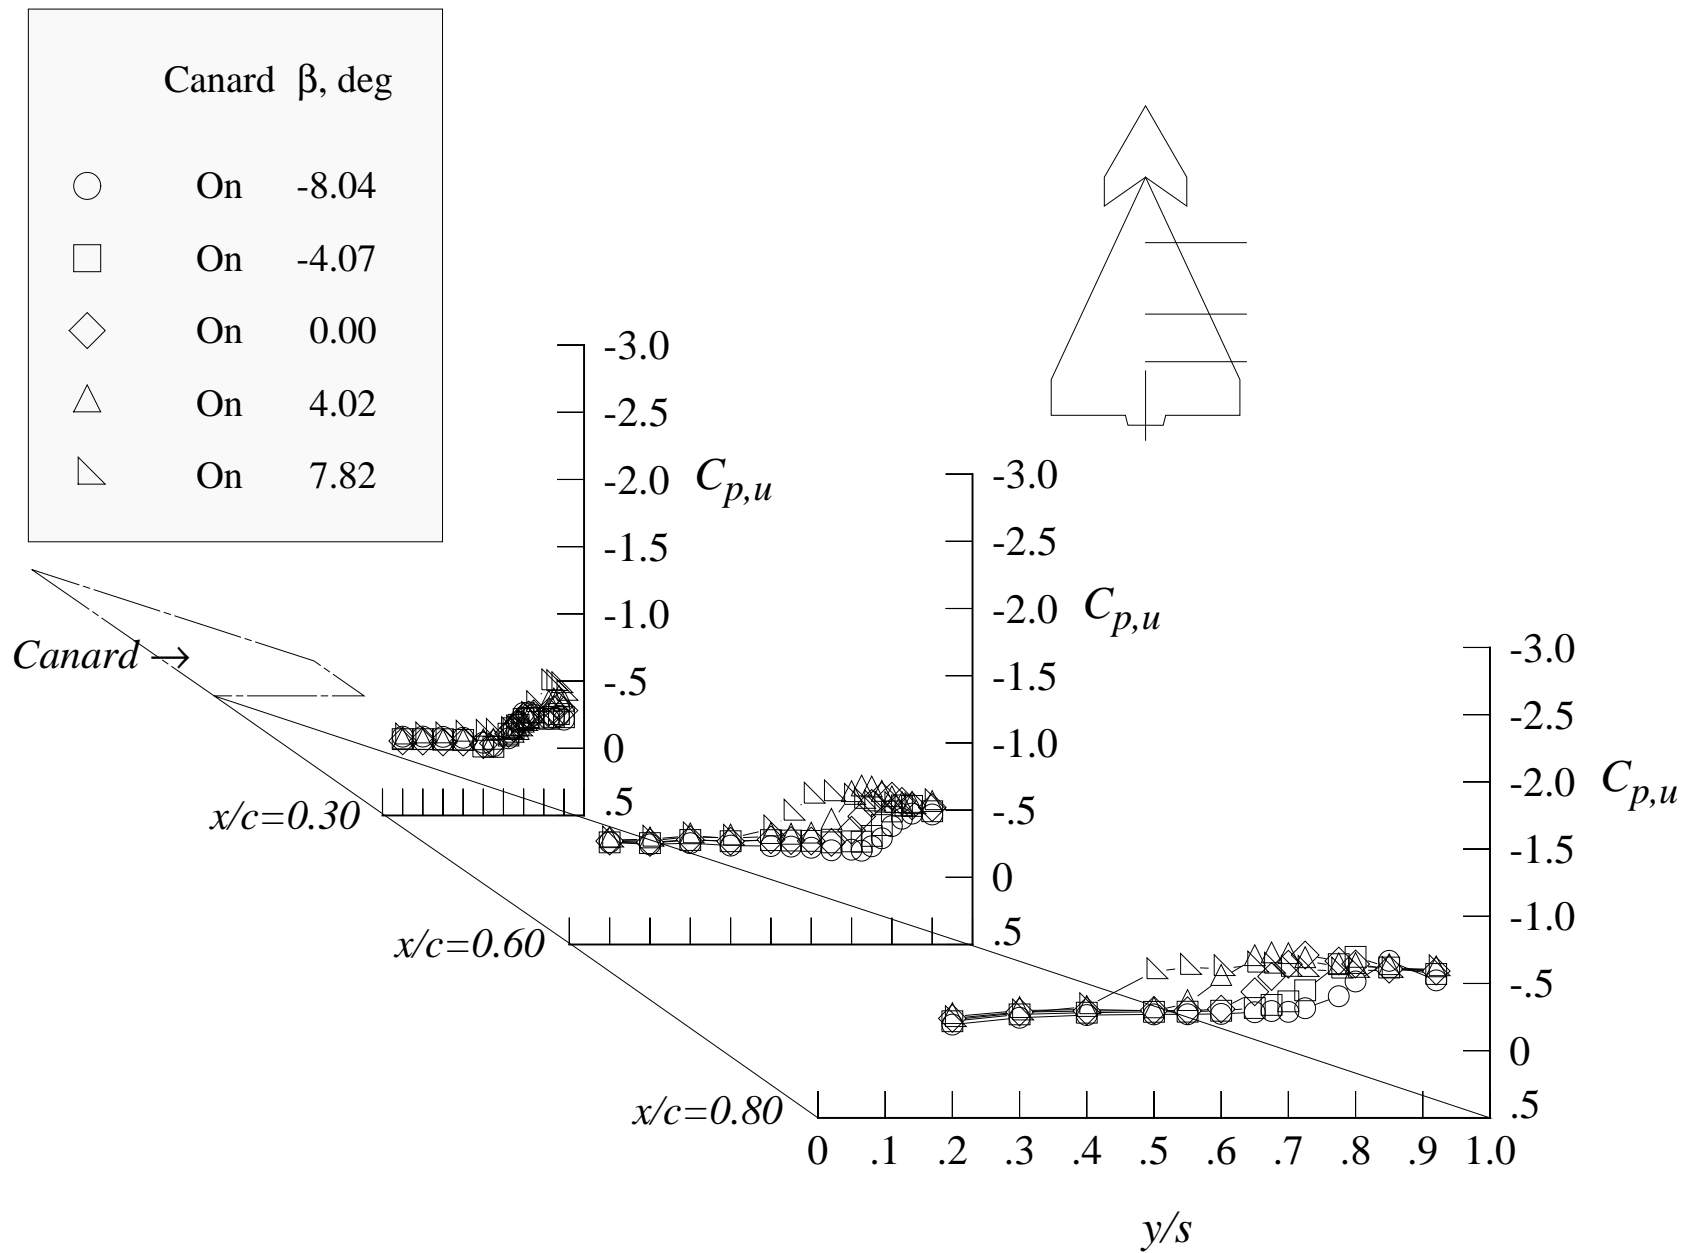 Canard β, deg
On -8.04
On -4.07
On 0.00
On 4.02
On 7.82
Canard →
-3.0
-2.5
-2.0
-1.5
-1.0
-.5
0
.5
Cp,u
x/c=0.30
-3.0
-2.5
-2.0
-1.5
-1.0
-.5
0
.5
Cp,u
x/c=0.60
-3.0
-2.5
-2.0
-1.5
-1.0
-.5
0
.5
Cp,u
x/c=0.80
0 .1 .2 .3 .4 .5 .6 .7 .8 .9 1.0
y/s